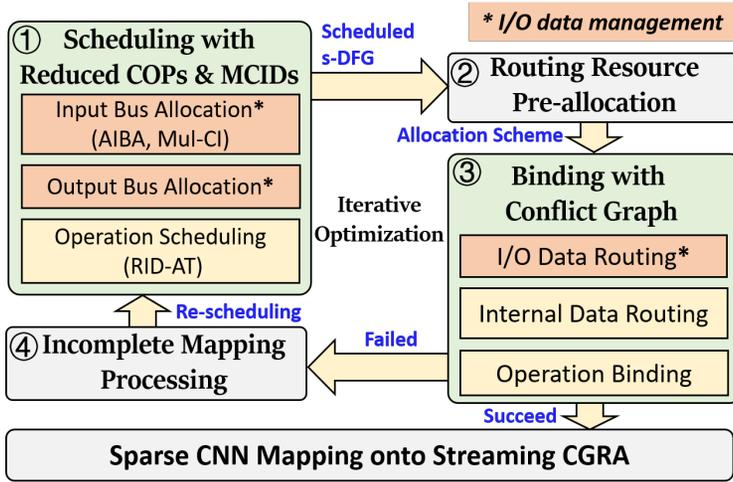 * I/O data management
① Scheduling with
Reduced COPs & MCIDs
Input Bus Allocation*
(AIBA, Mul-CI)
Output Bus Allocation*
Operation Scheduling
(RID-AT)
Scheduled
s-DFG
② Routing Resource
Pre-allocation
Allocation Scheme
③ Binding with
Conflict Graph
I/O Data Routing*
Internal Data Routing
Operation Binding
Iterative
Optimization
Re-scheduling
④ Incomplete Mapping
Processing
Failed
Succeed
Sparse CNN Mapping onto Streaming CGRA